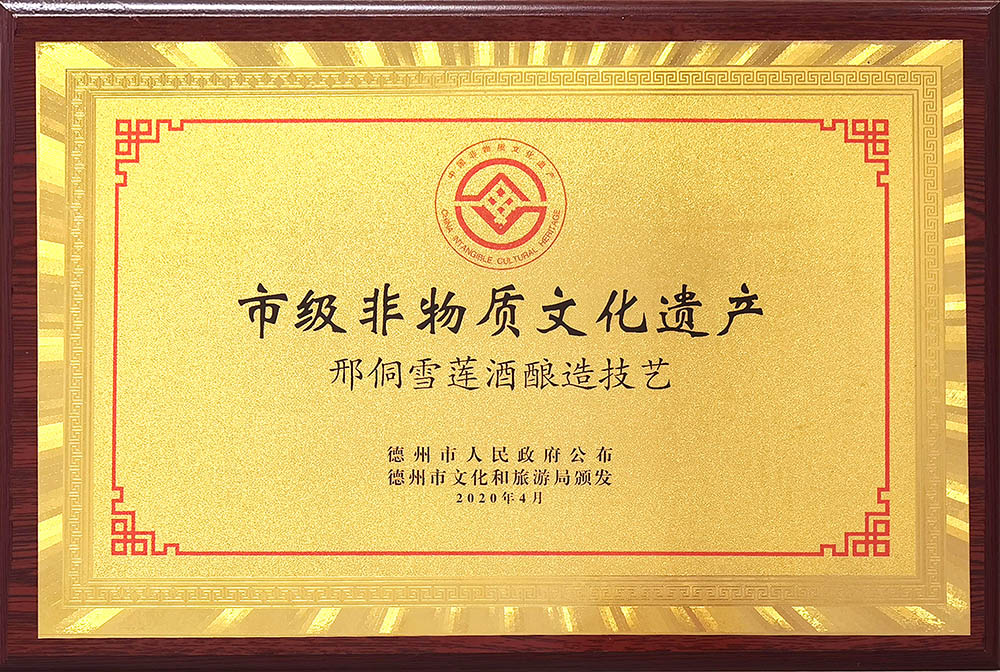 中国非物质文化遗产
CHINA INTANGIBLE CULTURAL HERITAGE
市级非物质文化遗产
邢侗雪莲酒酿造技艺
德州市人民政府公布
德州市文化和旅游局颁发
2020年4月